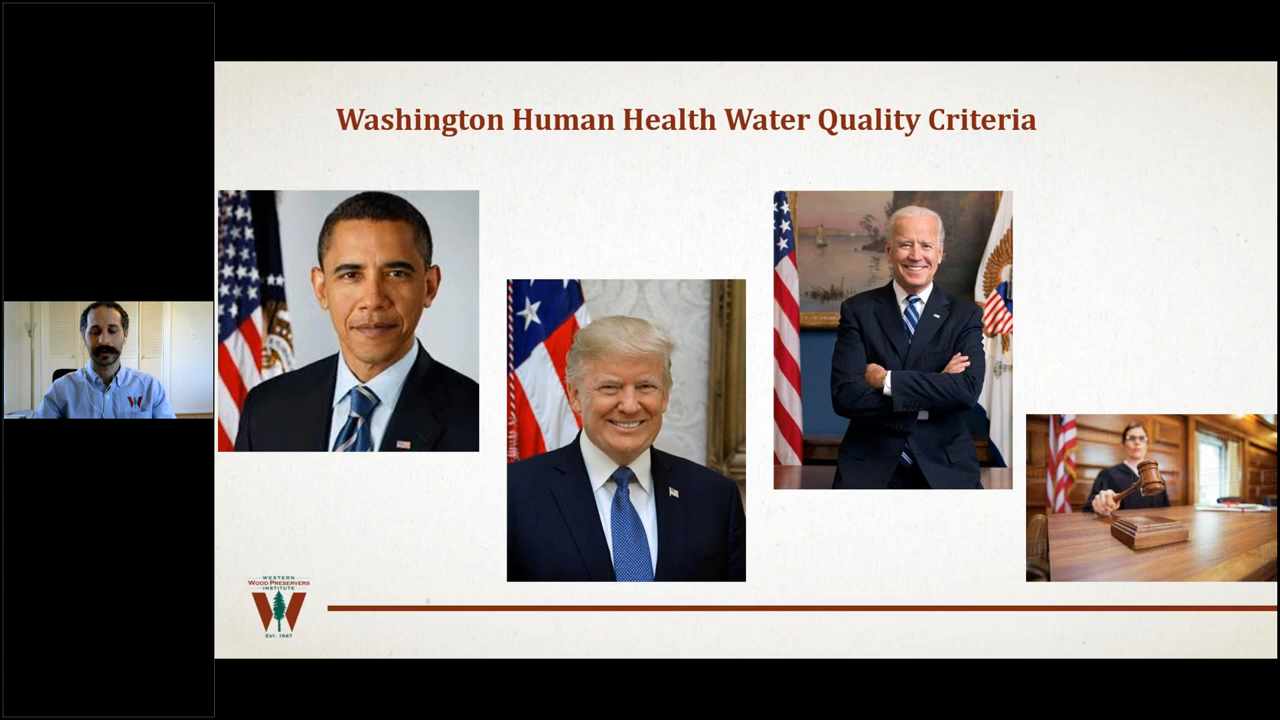 Washington Human Health Water Quality Criteria
WESTERN
WOOD PRESERVERS
INSTITUTE
W
EST. 1947